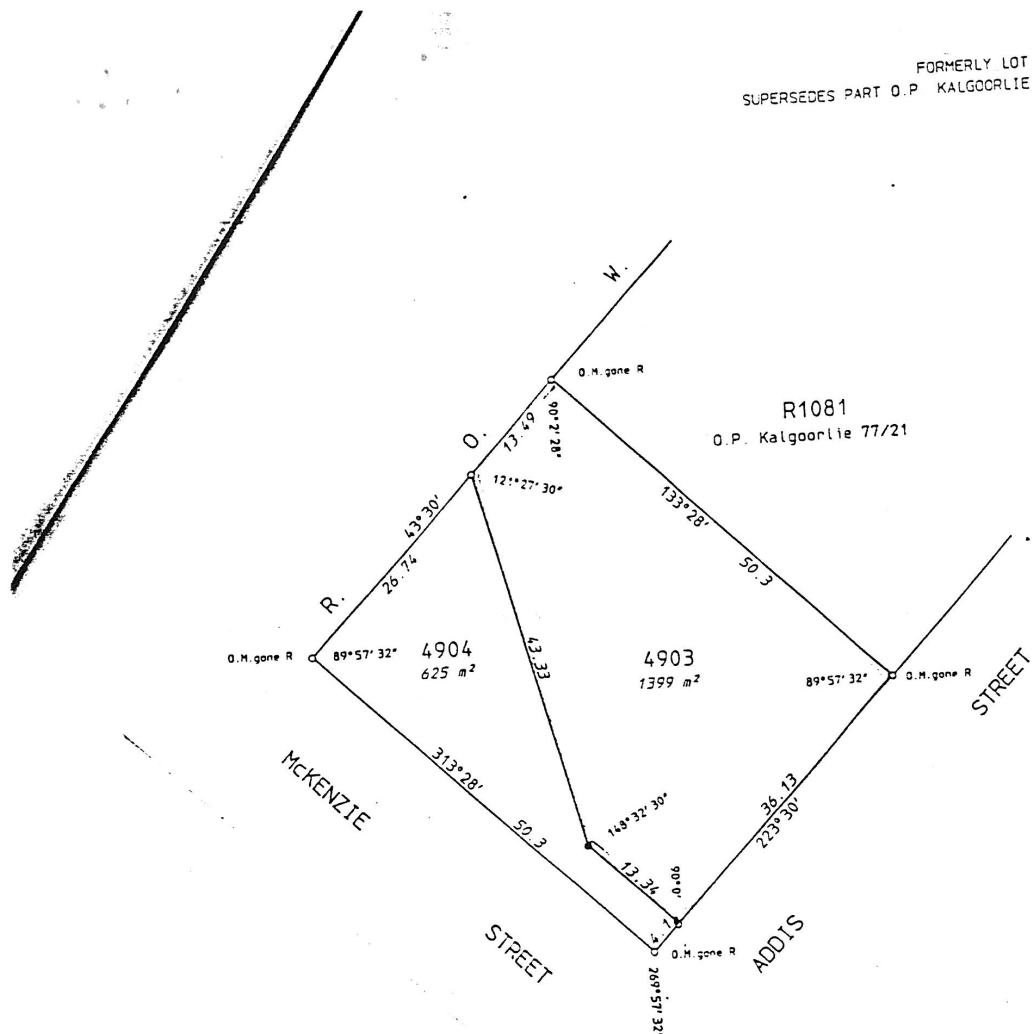 FORMERLY LOT
SUPERSEDES PART O.P KALGOORLIE
W.
O.M.gone R
R1081
O.P. Kalgoorlie 77/21
90°2'28"
13.49
O.
121°27'30"
133°28'
50.3
43°30'
26.74
R.
O.M.gone R
89°57'32"
4904
625 m²
43.33
4903
1399 m²
89°57'32"
O.M.gone R
STREET
McKENZIE
313°28'
50.3
36.13
223°30'
148°32'30"
13.34
90°0'
STREET
O.M.gone R
ADDIS
269°57'32"